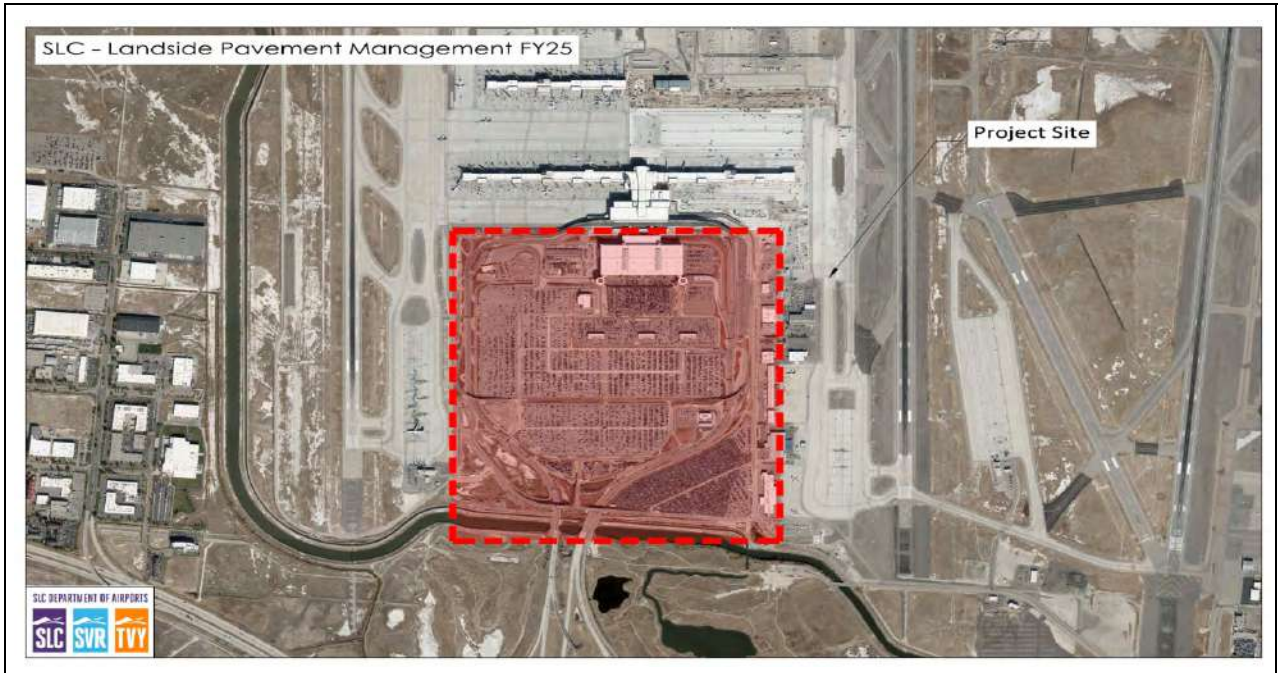 SLC - Landside Pavement Management FY25
Project Site
SLC DEPARTMENT OF AIRPORTS
SLC SVR TVY